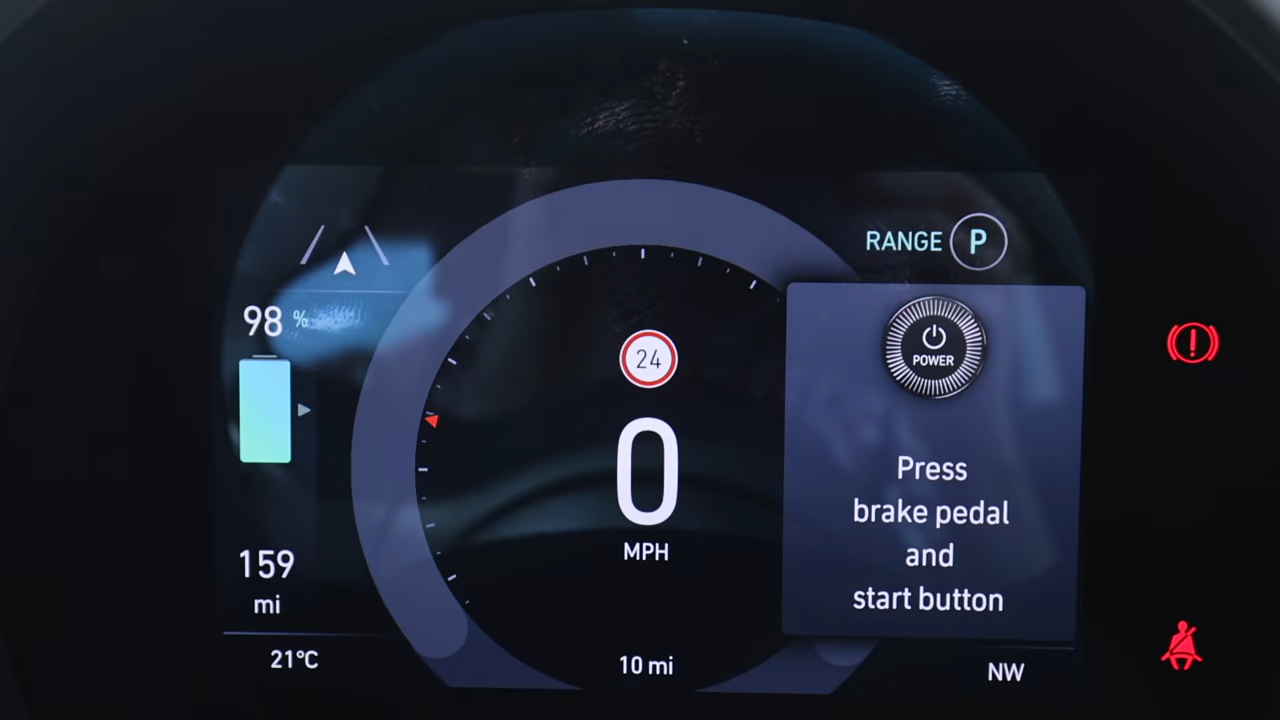 RANGE P
98 %
POWER
24
0
MPH
Press
brake pedal
and
start button
159
mi
21°C
10 mi
NW